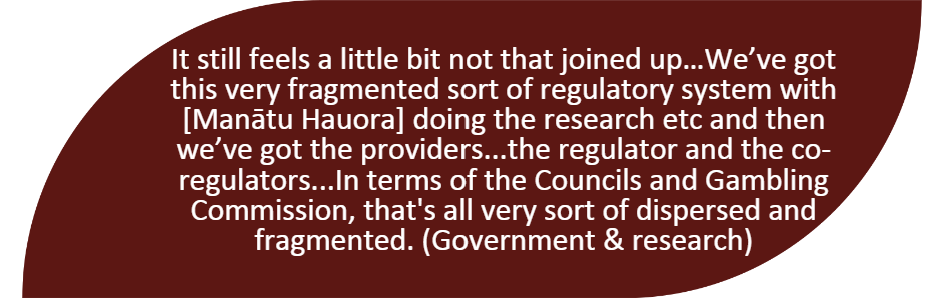 It still feels a little bit not that joined up...We’ve got
this very fragmented sort of regulatory system with
[Manātu Hauora] doing the research etc and then
we’ve got the providers...the regulator and the co-
regulators...In terms of the Councils and Gambling
Commission, that's all very sort of dispersed and
fragmented. (Government & research)